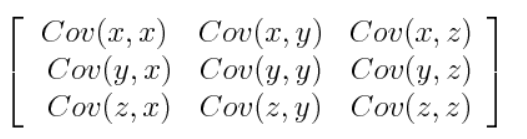 Cov(x, x) Cov(x, y) Cov(x, z)
Cov(y, x) Cov(y, y) Cov(y, z)
Cov(z, x) Cov(z, y) Cov(z, z)